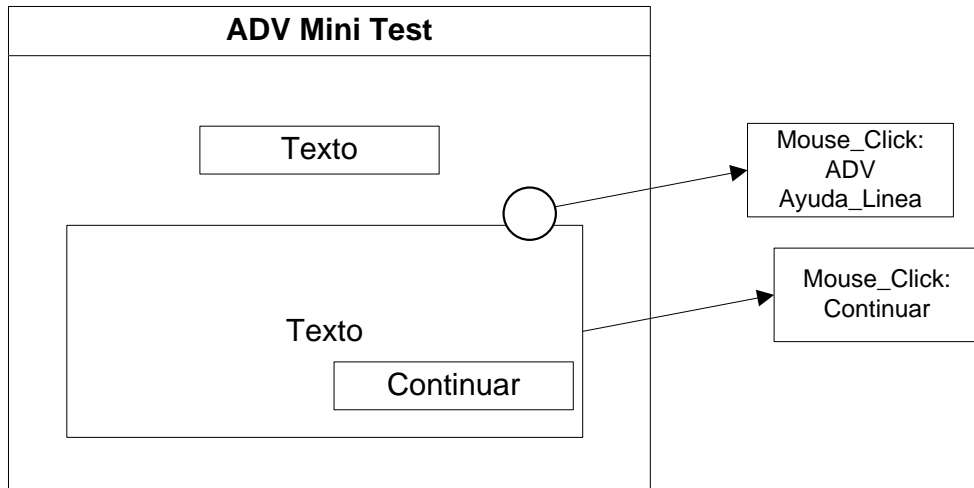 ADV Mini Test
Texto
Mouse_Click:
ADV
Ayuda_Linea
Mouse_Click:
Continuar
Texto
Continuar